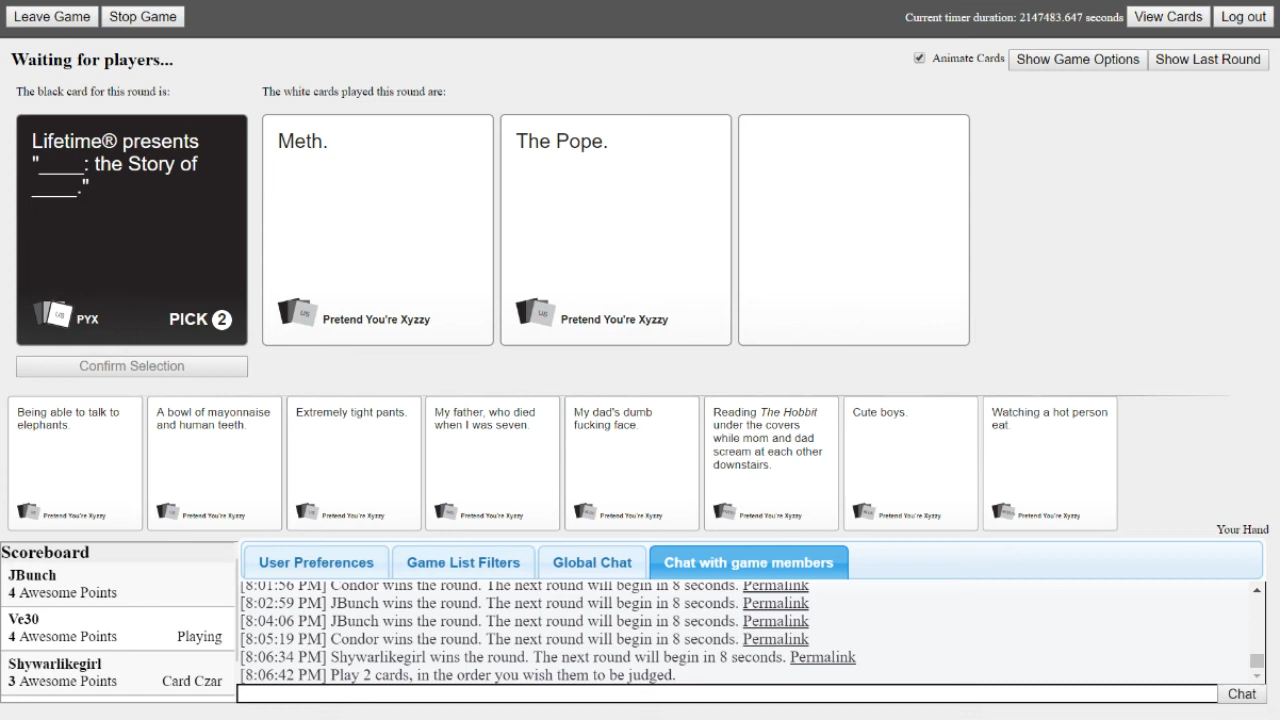 Leave Game Stop Game Current timer duration: 2147483.647 seconds View Cards Log out
Waiting for players... Animate Cards Show Game Options Show Last Round
The black card for this round is: The white cards played this round are:
Lifetime® presents
"____: the Story of
____."
PYX PICK 2
Meth.
US Pretend You're Xyzzy
The Pope.
US Pretend You're Xyzzy
Confirm Selection
Being able to talk to
elephants.
Pretend You're Xyzzy
A bowl of mayonnaise
and human teeth.
Pretend You're Xyzzy
Extremely tight pants.
Pretend You're Xyzzy
My father, who died
when I was seven.
Pretend You're Xyzzy
My dad's dumb
fucking face.
Pretend You're Xyzzy
Reading The Hobbit
under the covers
while mom and dad
scream at each other
downstairs.
Pretend You're Xyzzy
Cute boys.
Pretend You're Xyzzy
Watching a hot person
eat.
Pretend You're Xyzzy
Your Hand
Scoreboard
JBunch
4 Awesome Points
Ve30
4 Awesome Points Playing
Shywarlikegirl
3 Awesome Points Card Czar
User Preferences Game List Filters Global Chat Chat with game members
[8:01:56 PM] Condor wins the round. The next round will begin in 8 seconds. Permalink
[8:02:59 PM] JBunch wins the round. The next round will begin in 8 seconds. Permalink
[8:04:06 PM] JBunch wins the round. The next round will begin in 8 seconds. Permalink
[8:05:19 PM] Condor wins the round. The next round will begin in 8 seconds. Permalink
[8:06:34 PM] Shywarlikegirl wins the round. The next round will begin in 8 seconds. Permalink
[8:06:42 PM] Play 2 cards, in the order you wish them to be judged.
Chat